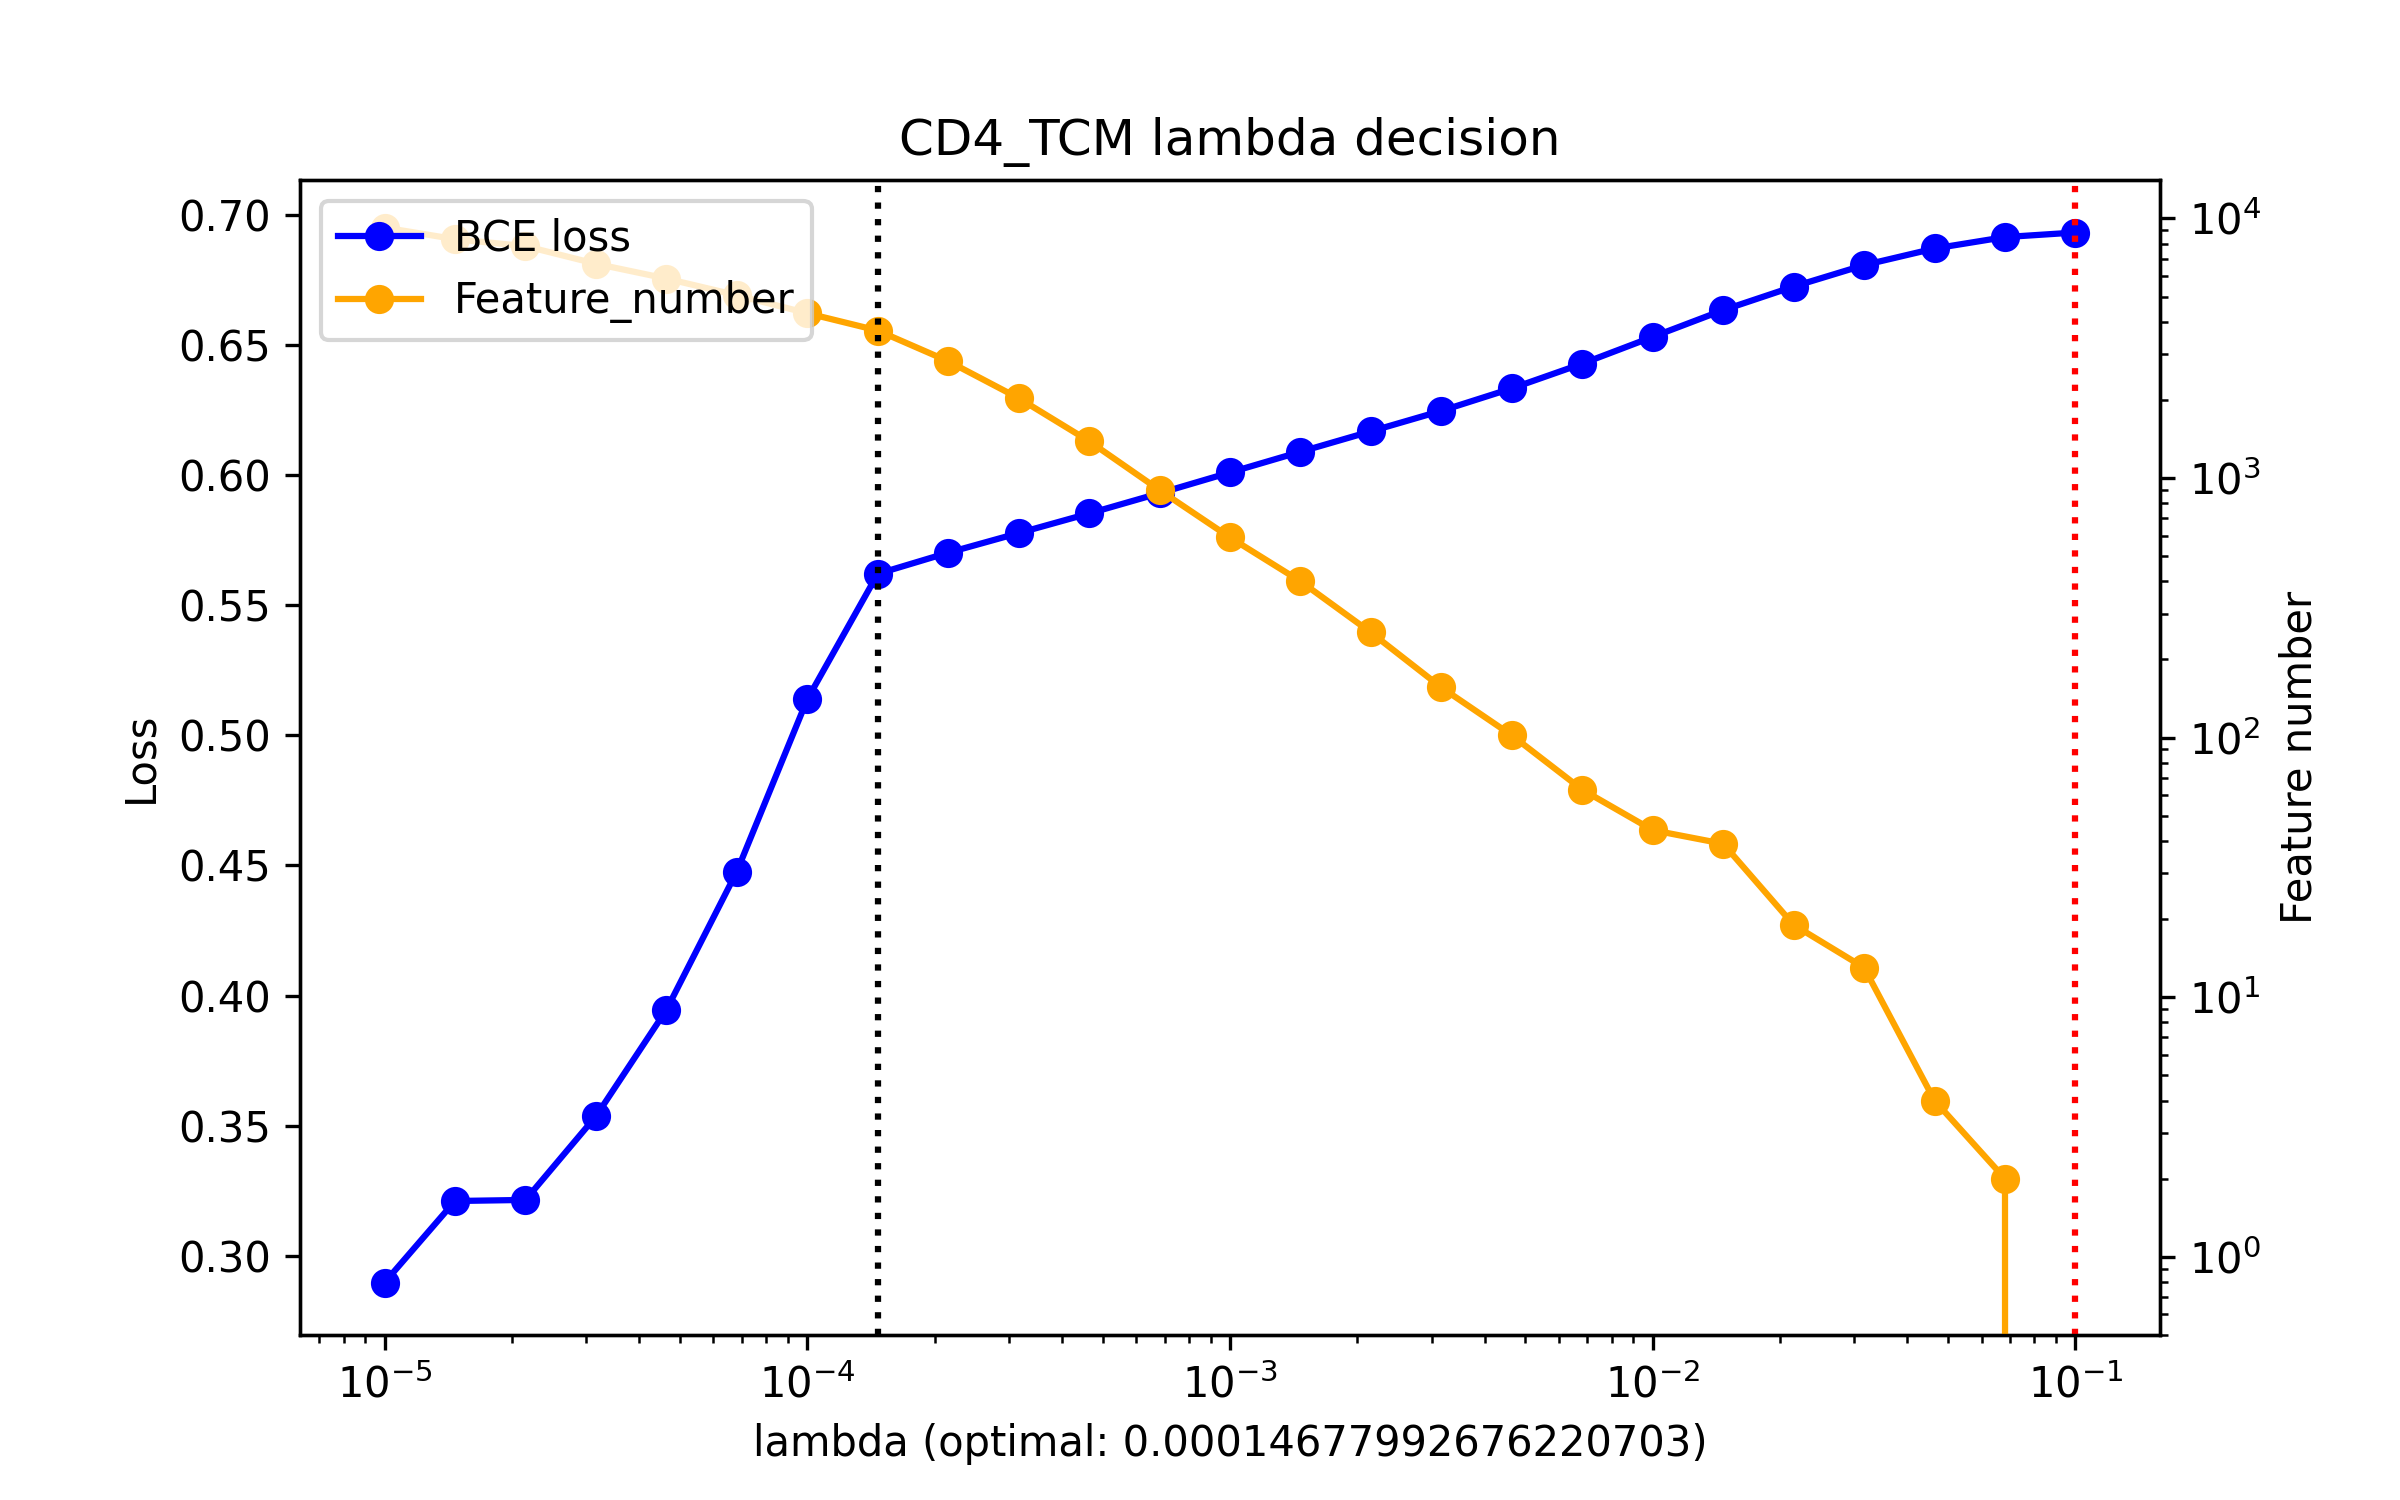 CD4_TCM lambda decision
BCE loss
Feature_number
0.70
0.65
0.60
0.55
0.50
0.45
0.40
0.35
0.30
Loss
10⁴
10³
10²
10¹
10⁰
Feature number
10⁻⁵ 10⁻⁴ 10⁻³ 10⁻² 10⁻¹
lambda (optimal: 0.00014677992676220703)